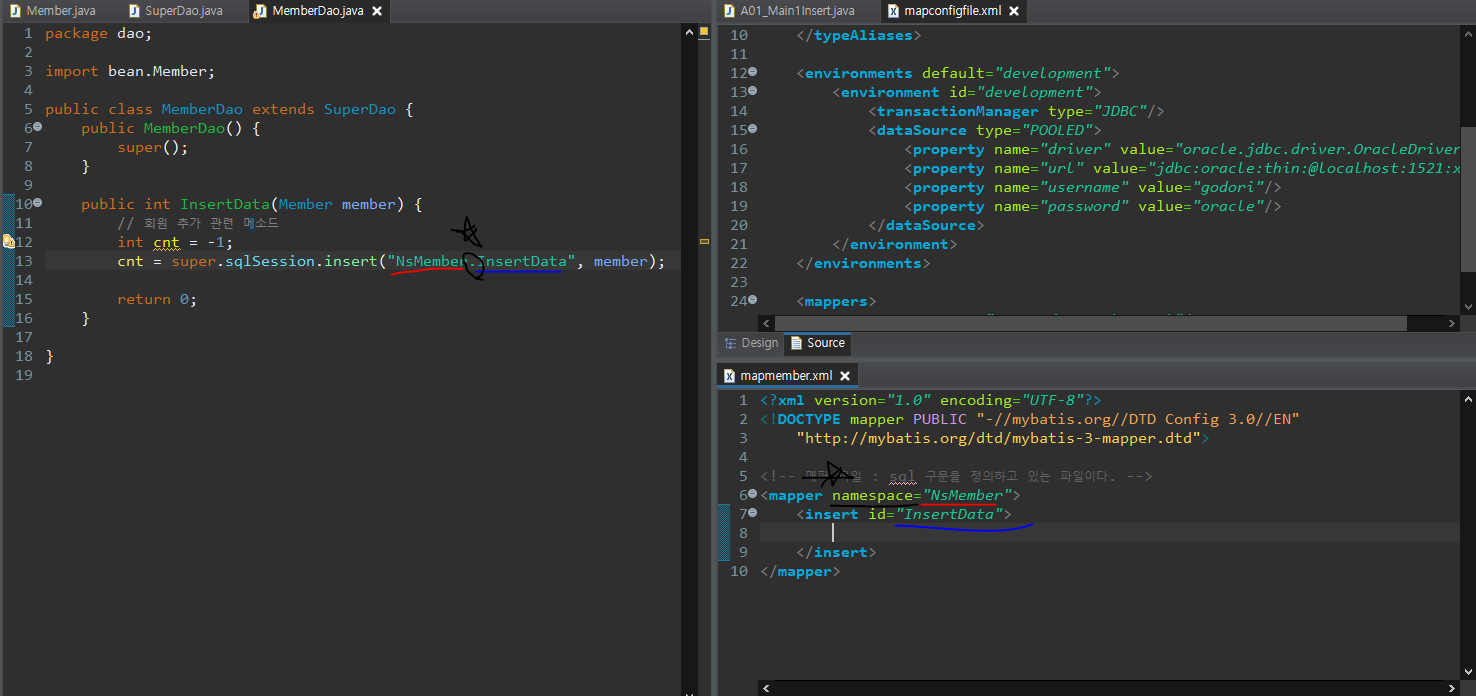 Member.java SuperDao.java MemberDao.java
1 package dao;
2
3 import bean.Member;
4
5 public class MemberDao extends SuperDao {
6 public MemberDao() {
7 super();
8 }
9
10 public int InsertData(Member member) {
11 // 회원 추가 관련 메소드
12 int cnt = -1;
13 cnt = super.sqlSession.insert("NsMember.InsertData", member);
14
15 return 0;
16 }
17
18 }
19
A01_Main1Insert.java mapconfigfile.xml
10 </typeAliases>
11
12 <environments default="development">
13 <environment id="development">
14 <transactionManager type="JDBC"/>
15 <dataSource type="POOLED">
16 <property name="driver" value="oracle.jdbc.driver.OracleDriver
17 <property name="url" value="jdbc:oracle:thin:@localhost:1521:x
18 <property name="username" value="godori"/>
19 <property name="password" value="oracle"/>
20 </dataSource>
21 </environment>
22 </environments>
23
24 <mappers>
Design Source
mapmember.xml
1 <?xml version="1.0" encoding="UTF-8"?>
2 <!DOCTYPE mapper PUBLIC "-//mybatis.org//DTD Config 3.0//EN"
3 "http://mybatis.org/dtd/mybatis-3-mapper.dtd">
4
5 <!-- : sql 구문을 정의하고 있는 파일이다. -->
6 <mapper namespace="NsMember">
7 <insert id="InsertData">
8
9 </insert>
10 </mapper>